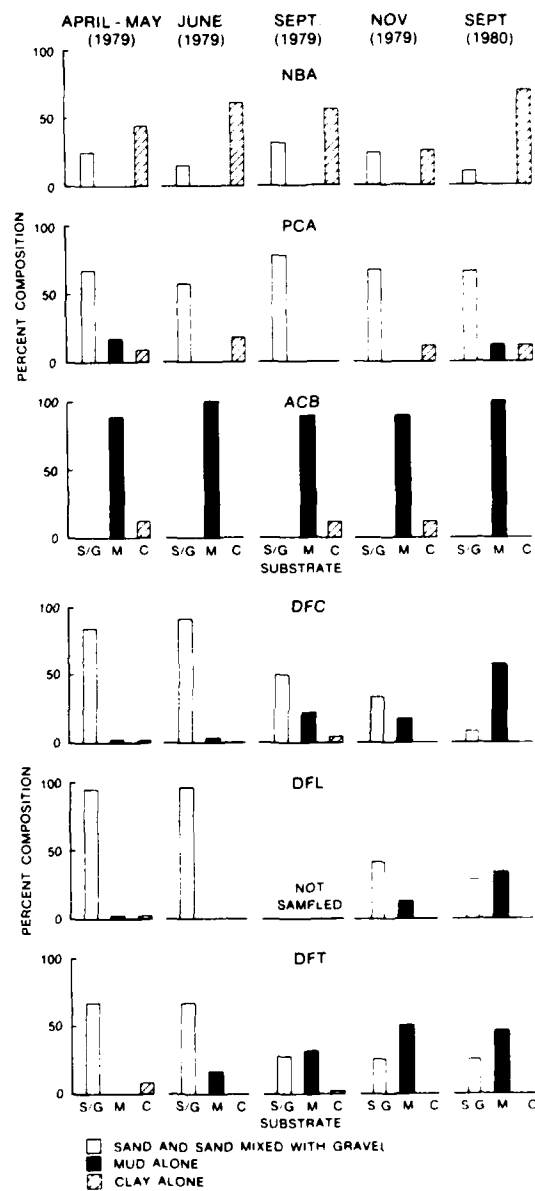 APRIL - MAY JUNE SEPT. NOV SEPT
(1979) (1979) (1979) (1979) (1980)
NBA
100
50
0
PCA
100
50
0
PERCENT COMPOSITION
ACB
100
50
0
S/G M C S/G M C S/G M C S/G M C S/G M C
SUBSTRATE
DFC
100
50
0
DFL
100
50
0
NOT
SAMPLED
PERCENT COMPOSITION
DFT
100
50
0
S/G M C S/G M C S/G M C S G M C S/G M C
SUBSTRATE
SAND AND SAND MIXED WITH GRAVEL
MUD ALONE
CLAY ALONE